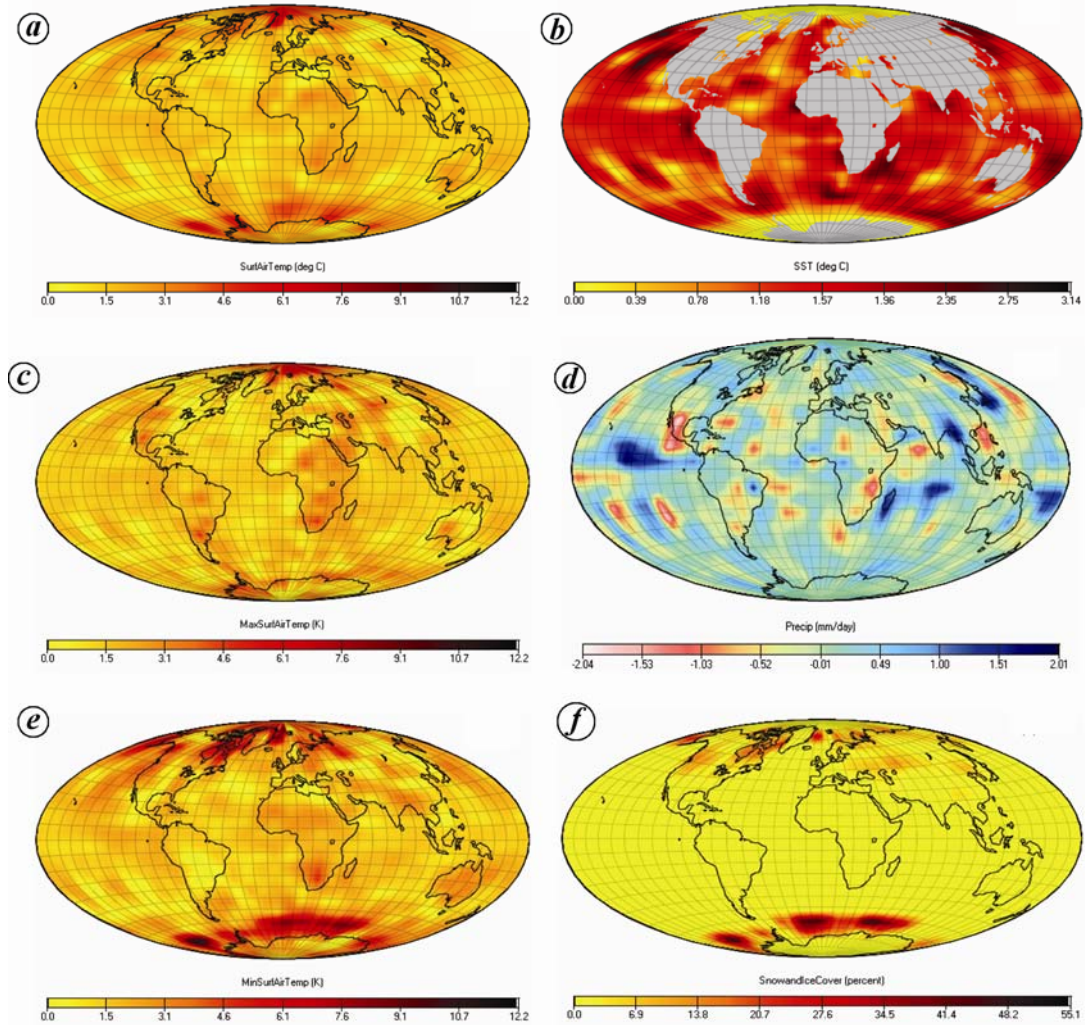 a
b
SurfAirTemp (deg C)
0.0 1.5 3.1 4.6 6.1 7.6 9.1 10.7 12.2
SST (deg C)
0.00 0.39 0.78 1.18 1.57 1.96 2.35 2.75 3.14
c
d
MaxSurfAirTemp (K)
0.0 1.5 3.1 4.6 6.1 7.6 9.1 10.7 12.2
Precip (mm/day)
-2.04 -1.53 -1.03 -0.52 -0.01 0.49 1.00 1.51 2.01
e
f
MinSurfAirTemp (K)
0.0 1.5 3.1 4.6 6.1 7.6 9.1 10.7 12.2
SnowandIceCover (percent)
0.0 6.9 13.8 20.7 27.6 34.5 41.4 48.2 55.1